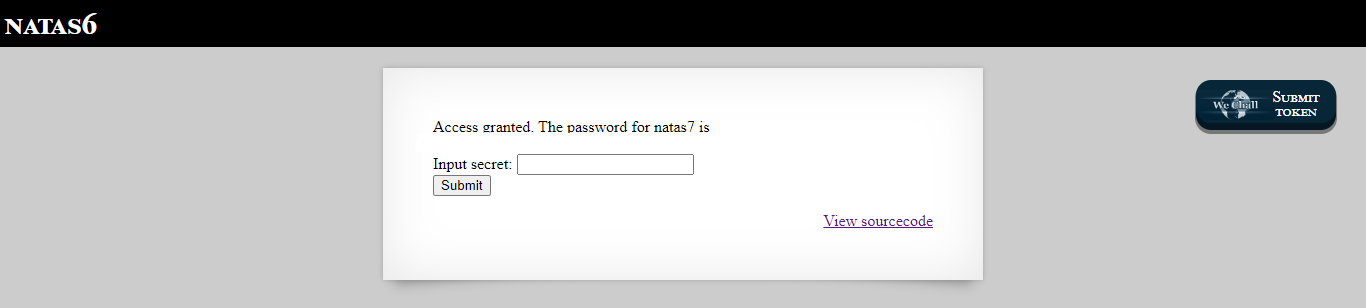 NATAS6
We Chall
SUBMIT
TOKEN
Access granted. The password for natas7 is
Input secret:
Submit
View sourcecode